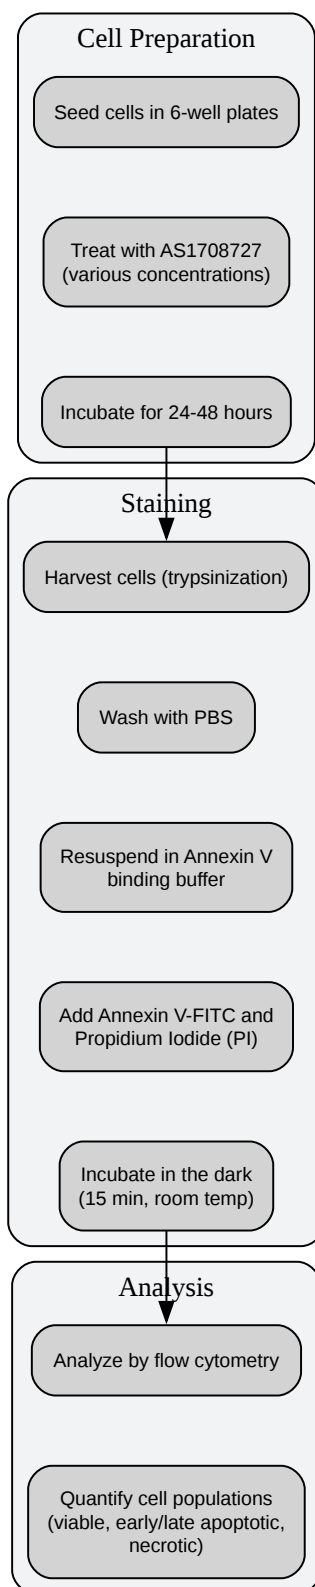 Cell Preparation
Seed cells in 6-well plates
Treat with AS1708727
(various concentrations)
Incubate for 24-48 hours
Staining
Harvest cells (trypsinization)
Wash with PBS
Resuspend in Annexin V
binding buffer
Add Annexin V-FITC and
Propidium Iodide (PI)
Incubate in the dark
(15 min, room temp)
Analysis
Analyze by flow cytometry
Quantify cell populations
(viable, early/late apoptotic,
necrotic)